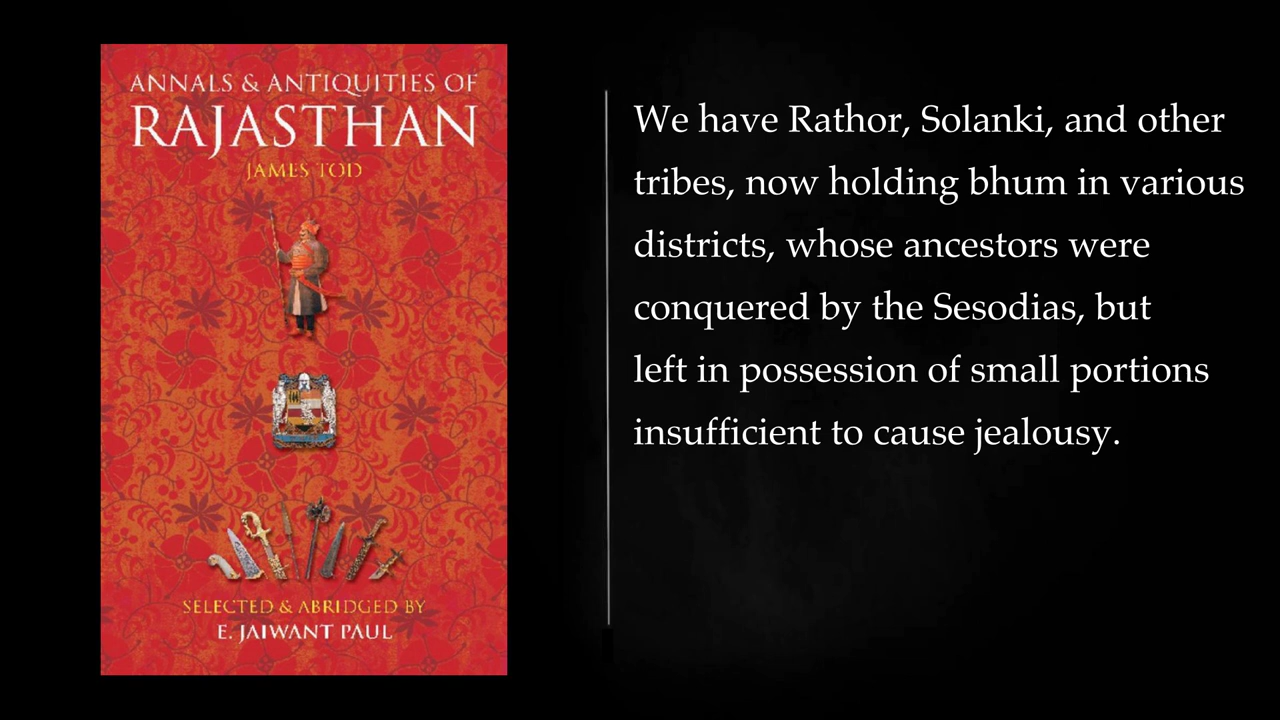 ANNALS & ANTIQUITIES OF
RAJASTHAN
JAMES TOD
SELECTED & ABRIDGED BY
E. JAIWANT PAUL
We have Rathor, Solanki, and other
tribes, now holding bhum in various
districts, whose ancestors were
conquered by the Sesodias, but
left in possession of small portions
insufficient to cause jealousy.